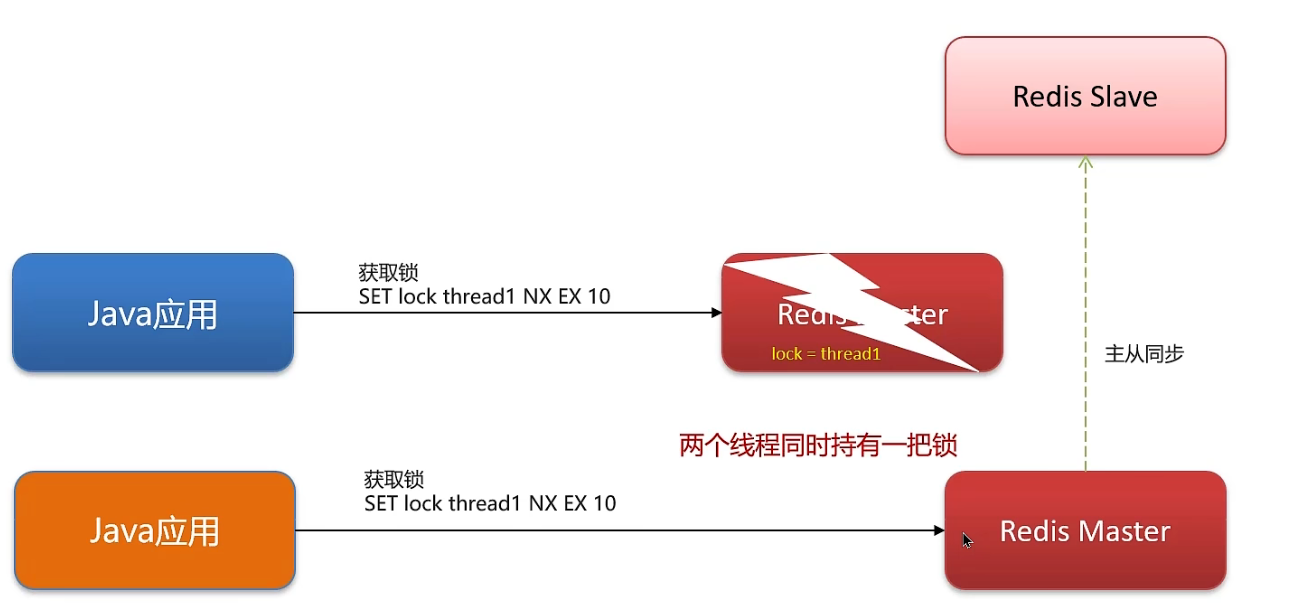 Redis Slave
获取锁
SET lock thread1 NX EX 10
Java应用
Redis Master
lock = thread1
主从同步
两个线程同时持有一把锁
获取锁
SET lock thread1 NX EX 10
Java应用
Redis Master